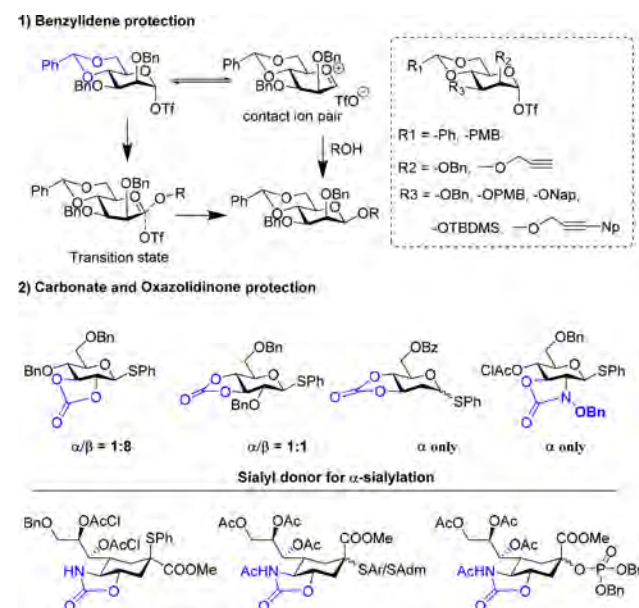 1) Benzylidene protection
Ph O O OBn O BnO OTf
Ph O O OBn O⊕ BnO TfO⊖
contact ion pair
ROH
Ph O O OBn O O-R BnO OTf
Transition state
Ph O O OBn O BnO OR
R1 O O R2 O R3 OTf
R1 = -Ph, -PMB
R2 = -OBn, O
R3 = -OBn, -OPMB, -ONap,
-OTBDMS, O Np
2) Carbonate and Oxazolidinone protection
OBn BnO O SPh O O O
α/β = 1:8
OBn O O O O SPh BnO
α/β = 1:1
OBz O O O O SPh
α only
OBn ClAcO O SPh O N O OBn
α only
Sialyl donor for α-sialylation
BnO OAcCl SPh OAcCl O COOMe HN O O
AcO OAc COOMe OAc O SAr/SAdm AcN O O
AcO OAc COOMe OAc O O P O OBn OBn AcN O O